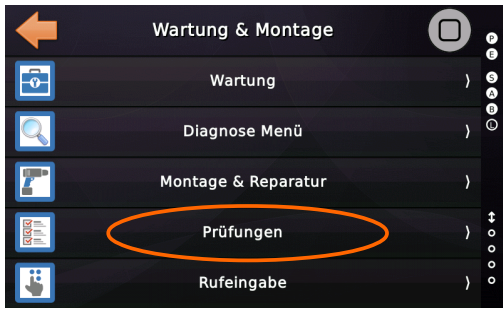 Wartung & Montage
Wartung
Diagnose Menü
Montage & Reparatur
Prüfungen
Rufeingabe
P
E
S
A
B
L